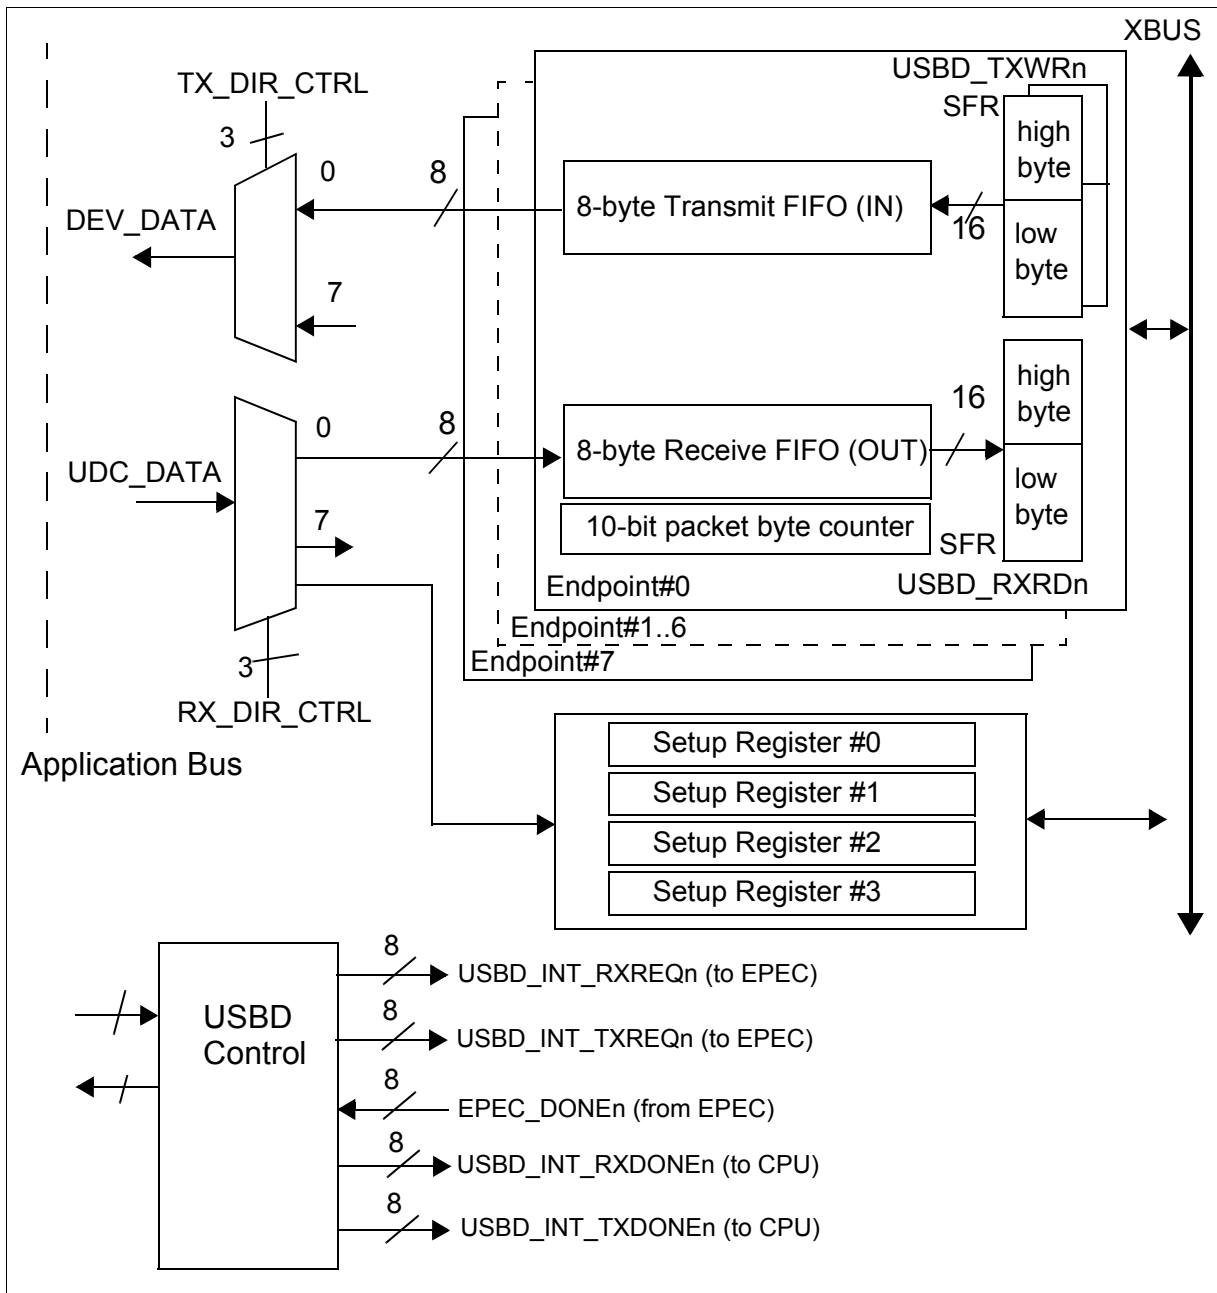 XBUS
USBD_TXWRn
TX_DIR_CTRL
SFR
3
high
byte
0
8
8-byte Transmit FIFO (IN)
16
DEV_DATA
low
byte
7
high
byte
16
0
8
8-byte Receive FIFO (OUT)
UDC_DATA
low
byte
7
10-bit packet byte counter
SFR
Endpoint#0
USBD_RXRDn
Endpoint#1..6
Endpoint#7
3
RX_DIR_CTRL
Setup Register #0
Application Bus
Setup Register #1
Setup Register #2
Setup Register #3
8
USBD_INT_RXREQn (to EPEC)
USBD
Control
8
USBD_INT_TXREQn (to EPEC)
8
EPEC_DONEn (from EPEC)
8
USBD_INT_RXDONEn (to CPU)
8
USBD_INT_TXDONEn (to CPU)